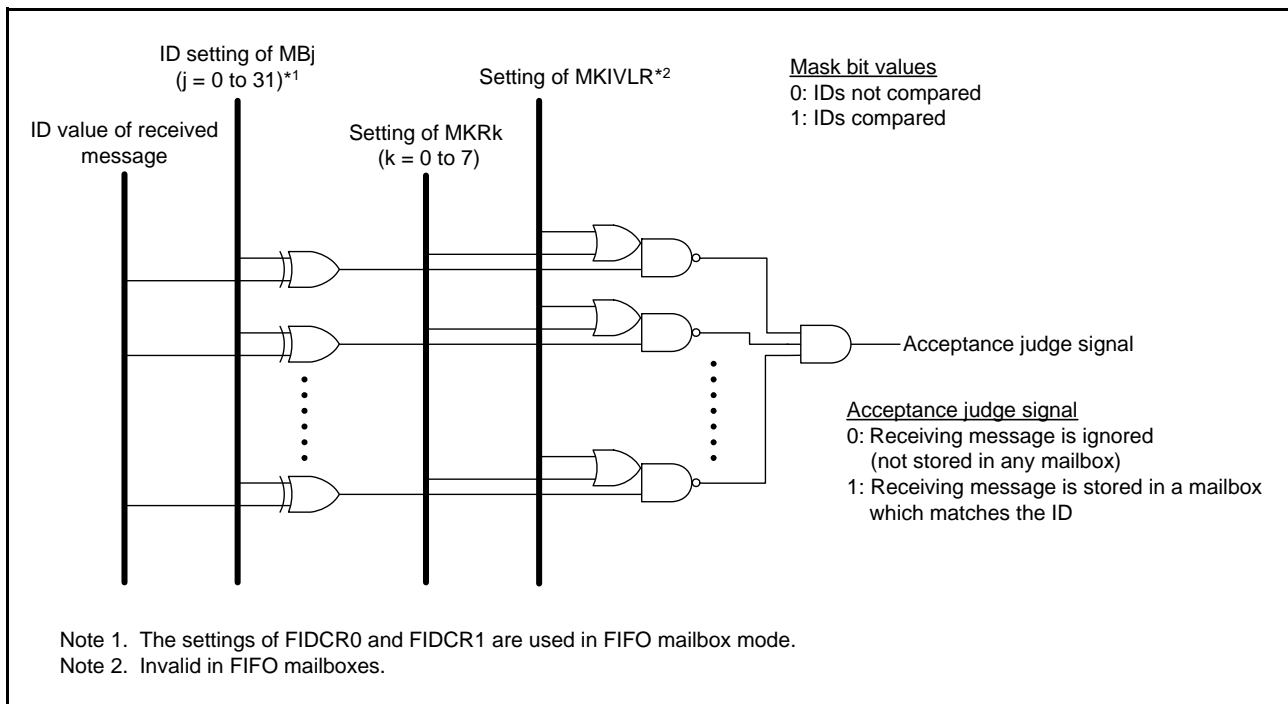 ID setting of MBj
(j = 0 to 31)*1
Setting of MKIVLR*2
Mask bit values
0: IDs not compared
1: IDs compared
ID value of received
message
Setting of MKRk
(k = 0 to 7)
Acceptance judge signal
Acceptance judge signal
0: Receiving message is ignored
(not stored in any mailbox)
1: Receiving message is stored in a mailbox
which matches the ID
Note 1. The settings of FIDCR0 and FIDCR1 are used in FIFO mailbox mode.
Note 2. Invalid in FIFO mailboxes.